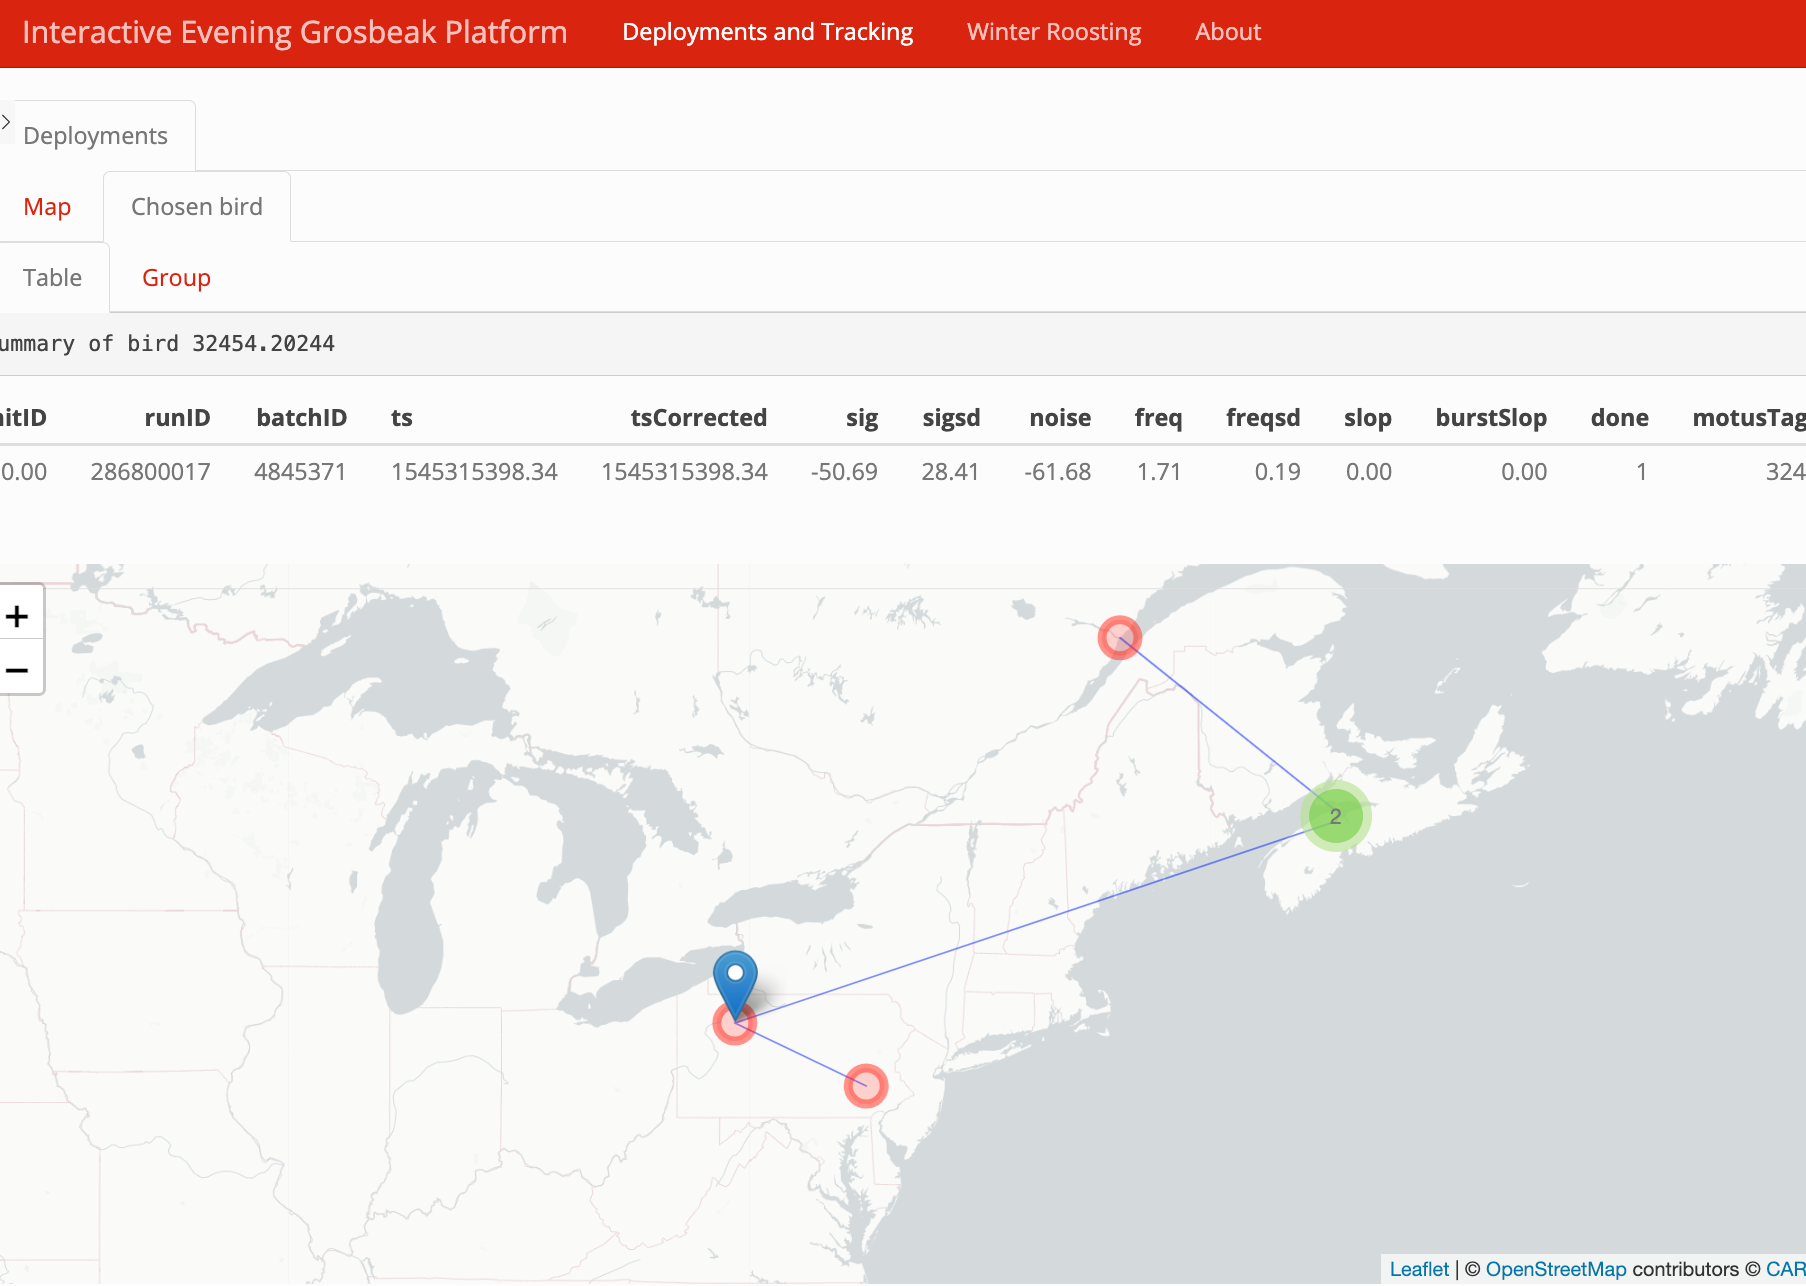 Interactive Evening Grosbeak Platform Deployments and Tracking Winter Roosting About
Deployments
Map Chosen bird
Table Group
ummary of bird 32454.20244
itID runID batchID ts tsCorrected sig sigsd noise freq freqsd slop burstSlop done motusTag
0.00 286800017 4845371 1545315398.34 1545315398.34 -50.69 28.41 -61.68 1.71 0.19 0.00 0.00 1 324
+
−
2
Leaflet | © OpenStreetMap contributors © CAR